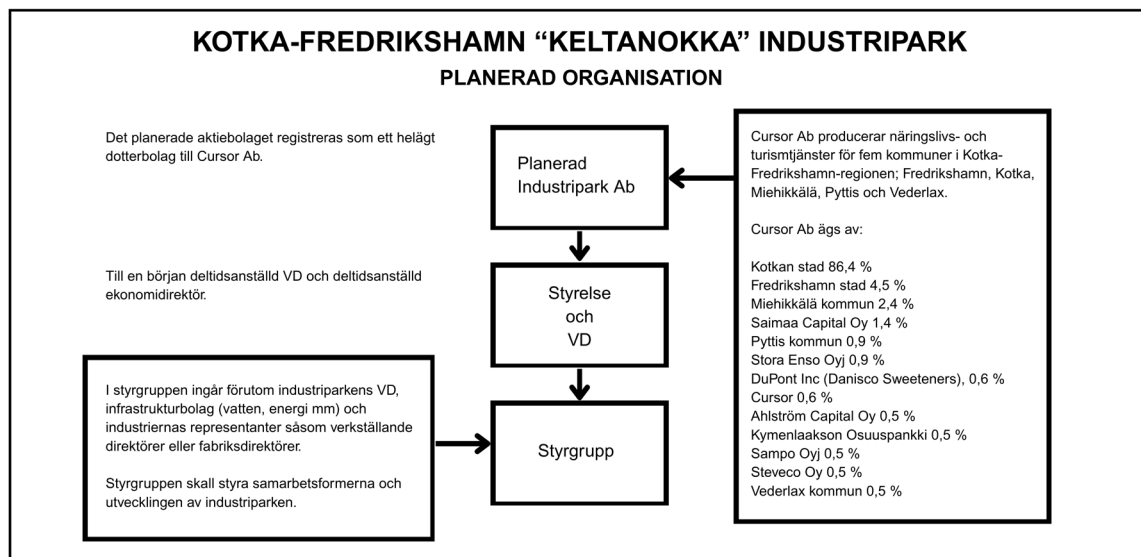 KOTKA-FREDRIKSHAMN “KELTANOKKA” INDUSTRIPARK
PLANERAD ORGANISATION
Det planerade aktiebolaget registreras som ett helägt
dotterbolag till Cursor Ab.
Planerad
Industripark Ab
Cursor Ab producerar näringslivs- och
turismtjänster för fem kommuner i Kotka-
Fredrikshamn-regionen; Fredrikshamn, Kotka,
Miehikkälä, Pyttis och Vederlax.
Cursor Ab ägs av:
Kotkan stad 86,4 %
Fredrikshamn stad 4,5 %
Miehikkälä kommun 2,4 %
Saimaa Capital Oy 1,4 %
Pyttis kommun 0,9 %
Stora Enso Oyj 0,9 %
DuPont Inc (Danisco Sweeteners), 0,6 %
Cursor 0,6 %
Ahlström Capital Oy 0,5 %
Kymenlaakson Osuuspankki 0,5 %
Sampo Oyj 0,5 %
Steveco Oy 0,5 %
Vederlax kommun 0,5 %
Till en början deltidsanställd VD och deltidsanställd
ekonomidirektör.
Styrelse
och
VD
I styrgruppen ingår förutom industriparkens VD,
infrastrukturbolag (vatten, energi mm) och
industriernas representanter såsom verkställande
direktörer eller fabriksdirektörer.
Styrgruppen skall styra samarbetsformerna och
utvecklingen av industriparken.
Styrgrupp